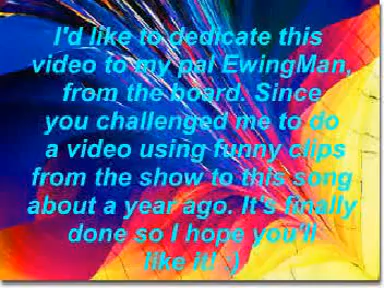 I'd like to dedicate this
video to my pal EwingMan,
from the board. Since
you challenged me to do
a video using funny clips
from the show to this song
about a year ago. It's finally
done so I hope you'll
like it! :)